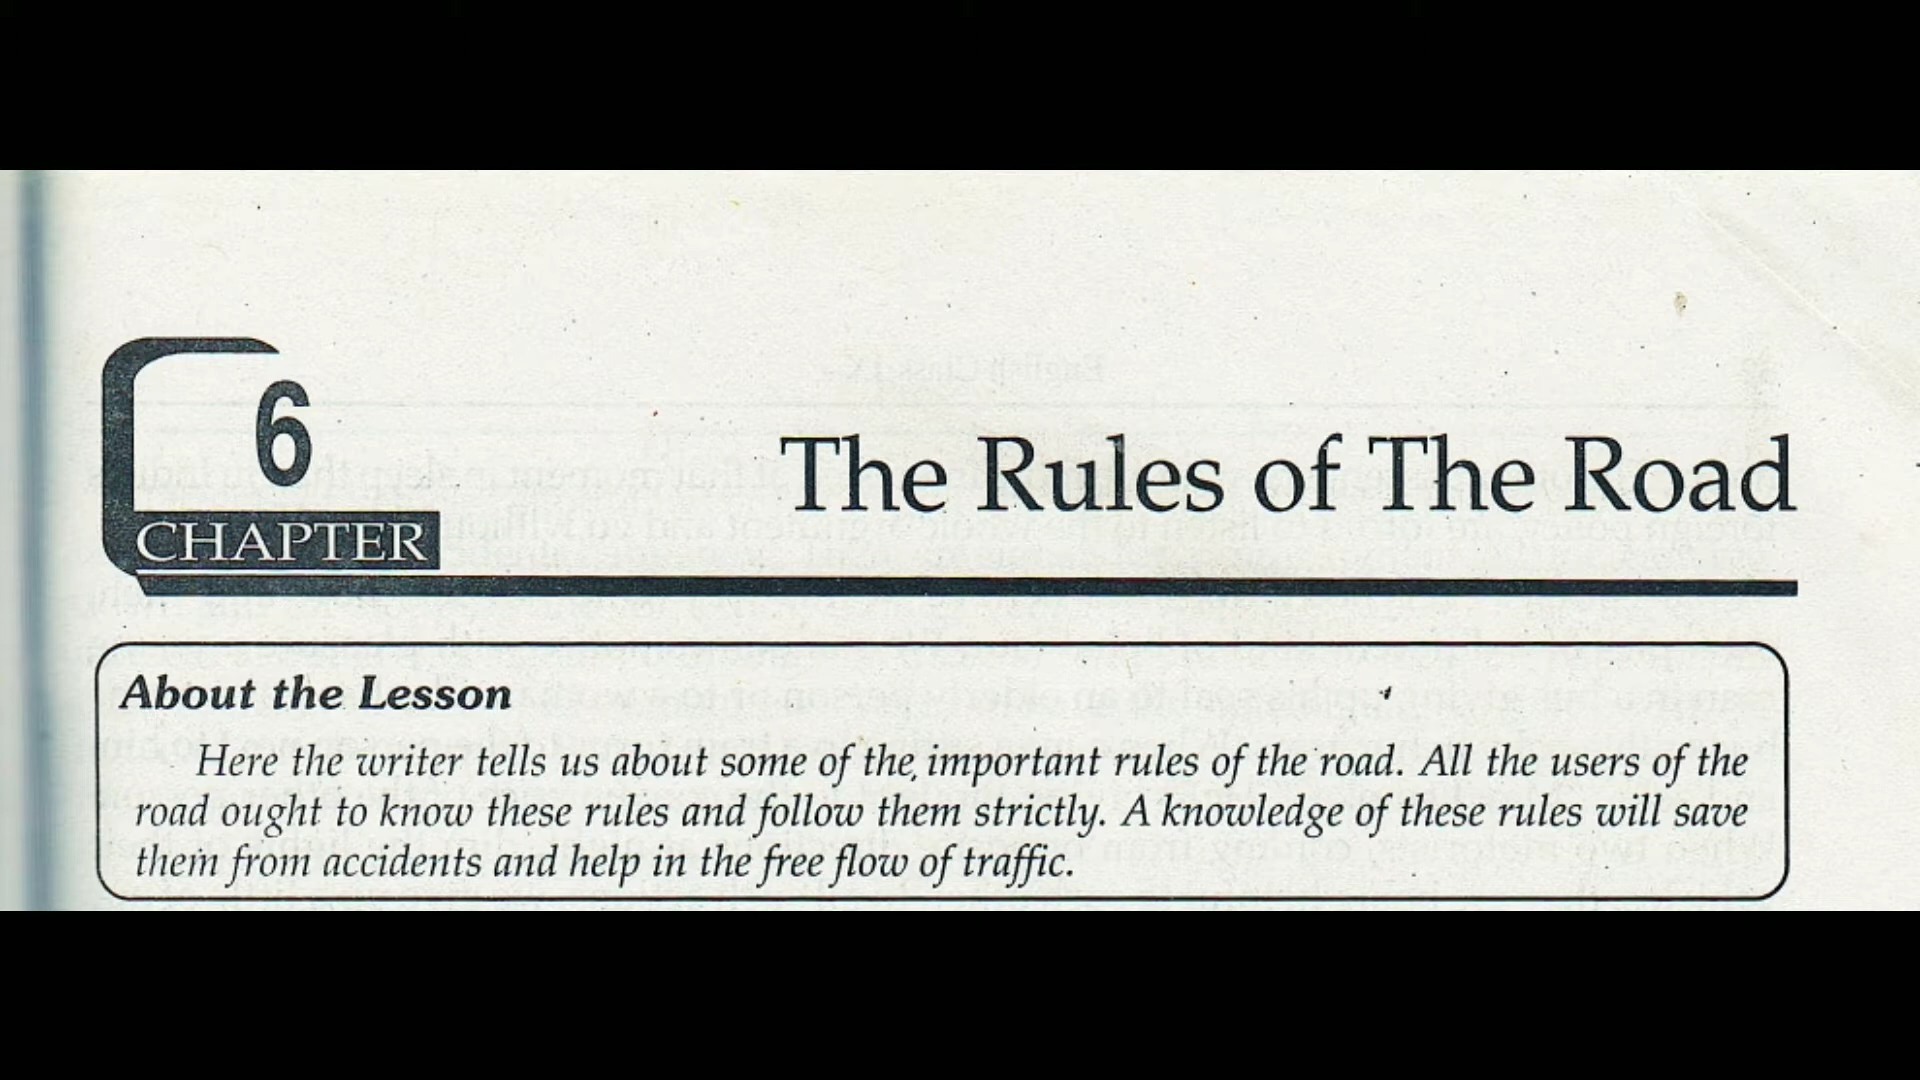 6
CHAPTER
The Rules of The Road
About the Lesson
Here the writer tells us about some of the important rules of the road. All the users of the
road ought to know these rules and follow them strictly. A knowledge of these rules will save
them from accidents and help in the free flow of traffic.